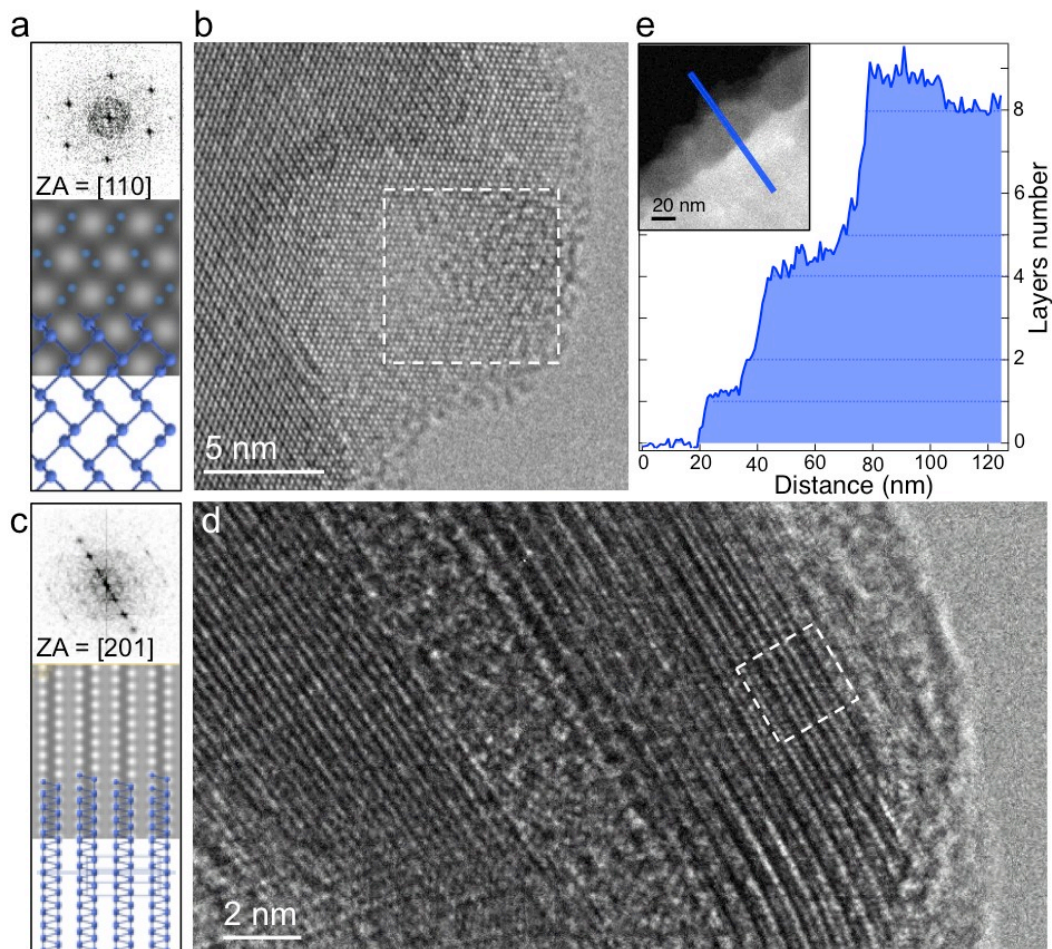 a
ZA = [110]
b
5 nm
c
ZA = [201]
d
2 nm
e
20 nm
8
6
4
2
0
Layers number
0 20 40 60 80 100 120
Distance (nm)